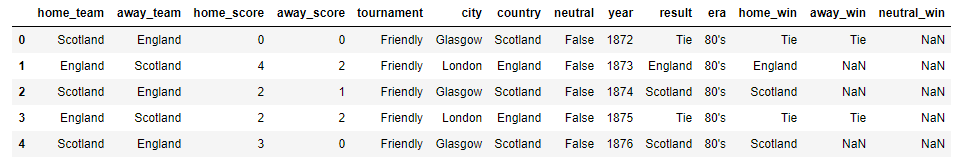 home_team away_team home_score away_score tournament city country neutral year result era home_win away_win neutral_win
0 Scotland England 0 0 Friendly Glasgow Scotland False 1872 Tie 80's Tie Tie NaN
1 England Scotland 4 2 Friendly London England False 1873 England 80's England NaN NaN
2 Scotland England 2 1 Friendly Glasgow Scotland False 1874 Scotland 80's Scotland NaN NaN
3 England Scotland 2 2 Friendly London England False 1875 Tie 80's Tie Tie NaN
4 Scotland England 3 0 Friendly Glasgow Scotland False 1876 Scotland 80's Scotland NaN NaN